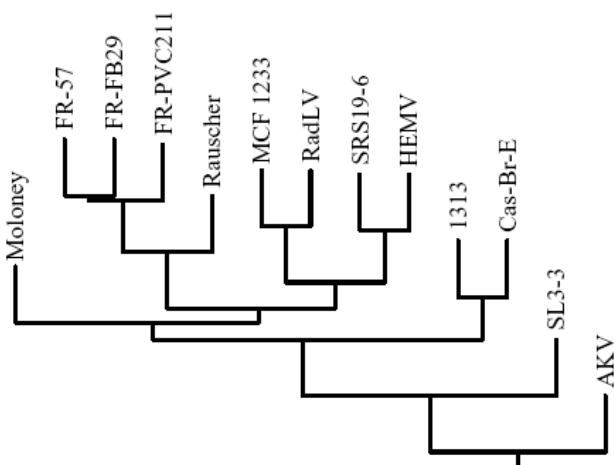 Moloney
FR-57
FR-FB29
FR-PVC211
Rauscher
MCF 1233
RadLV
SRS19-6
HEMV
1313
Cas-Br-E
SL3-3
AKV